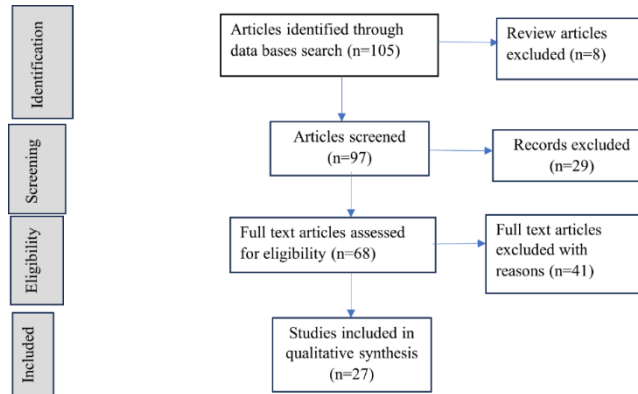 Identification
Articles identified through
data bases search (n=105)
Review articles
excluded (n=8)
Screening
Articles screened
(n=97)
Records excluded
(n=29)
Eligibility
Full text articles assessed
for eligibility (n=68)
Full text articles
excluded with
reasons (n=41)
Included
Studies included in
qualitative synthesis
(n=27)